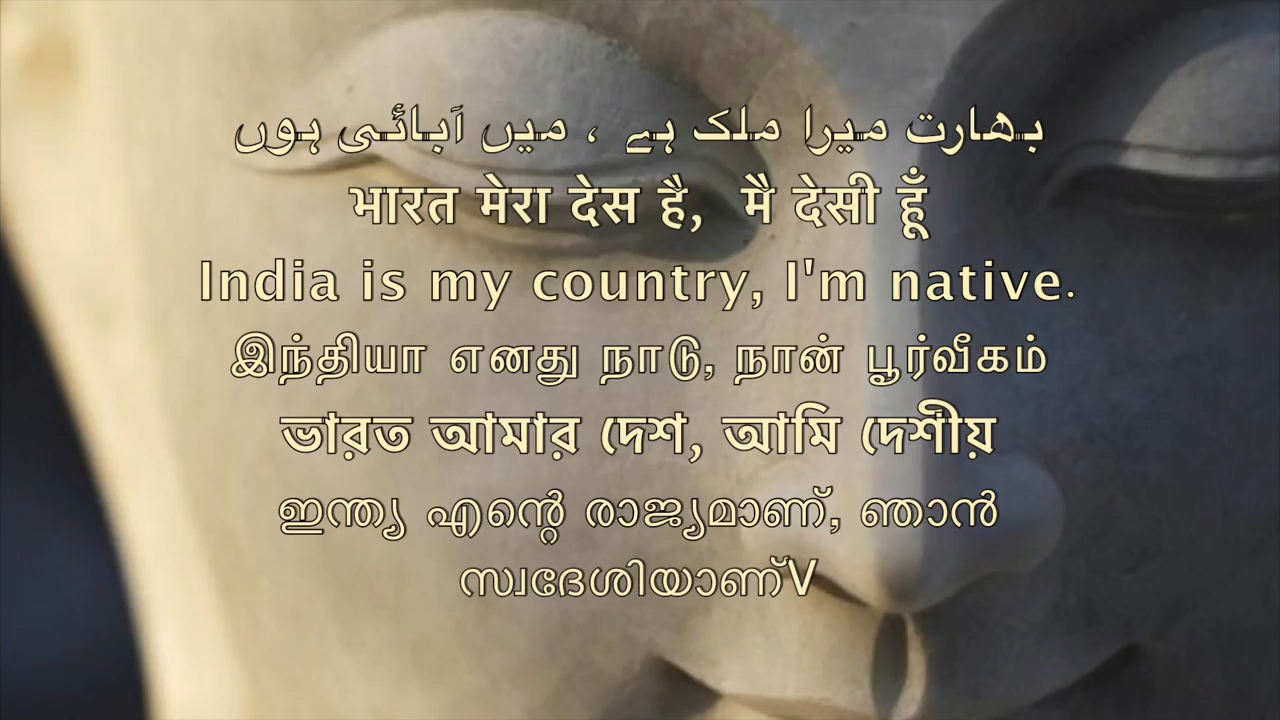 بھارت میرا ملک ہے ، میں آبائی ہوں
भारत मेरा देस है, मै देसी हूँ
India is my country, I'm native.
இந்தியா எனது நாடு, நான் பூர்வீகம்
ভারত আমার দেশ, আমি দেশীয়
ഇന്ത്യ എന്റെ രാജ്യമാണ്, ഞാൻ
സ്വദേശിയാണ്V